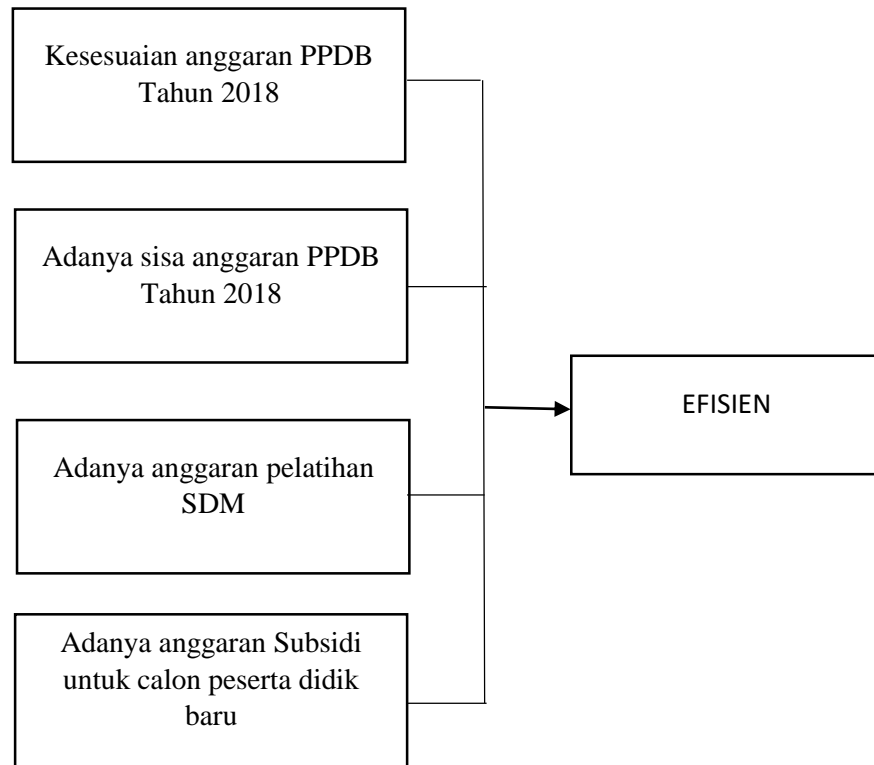 Kesesuaian anggaran PPDB
Tahun 2018
Adanya sisa anggaran PPDB
Tahun 2018
Adanya anggaran pelatihan
SDM
Adanya anggaran Subsidi
untuk calon peserta didik
baru
EFISIEN